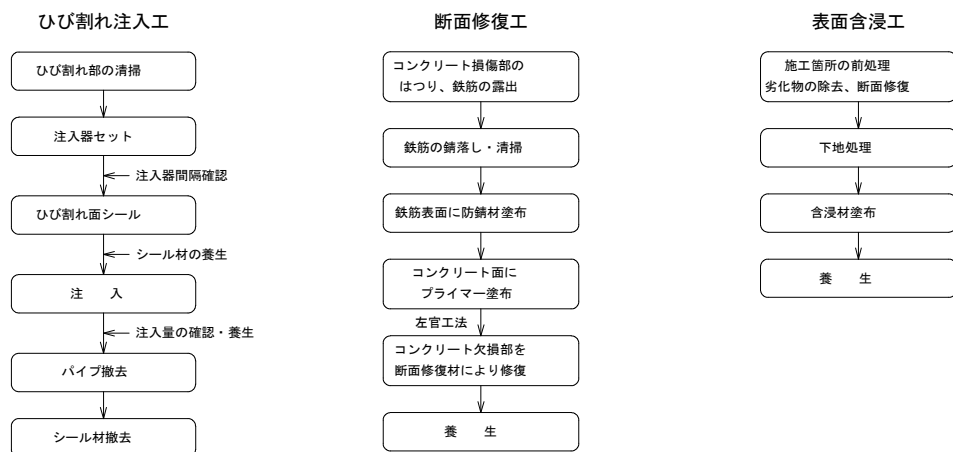 ひび割れ注入工
ひび割れ部の清掃
注入器セット
注入器間隔確認
ひび割れ面シール
シール材の養生
注　入
注入量の確認・養生
パイプ撤去
シール材撤去
断面修復工
コンクリート損傷部の
はつり、鉄筋の露出
鉄筋の錆落し・清掃
鉄筋表面に防錆材塗布
コンクリート面に
プライマー塗布
左官工法
コンクリート欠損部を
断面修復材により修復
養　生
表面含浸工
施工箇所の前処理
劣化物の除去、断面修復
下地処理
含浸材塗布
養　生